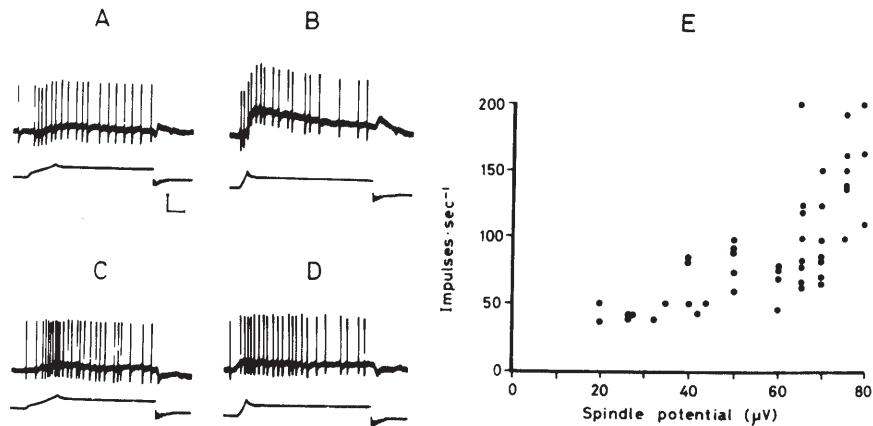 A
B
C
D
E
Impulses·sec⁻¹
200
150
100
50
0
0
20
40
60
80
Spindle potential (μV)